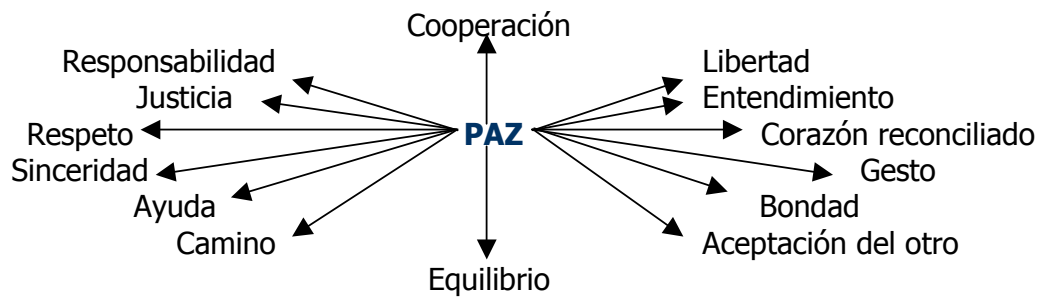 Cooperación
Responsabilidad
Libertad
Justicia
Entendimiento
Respeto
PAZ
Corazón reconciliado
Sinceridad
Gesto
Ayuda
Bondad
Camino
Aceptación del otro
Equilibrio